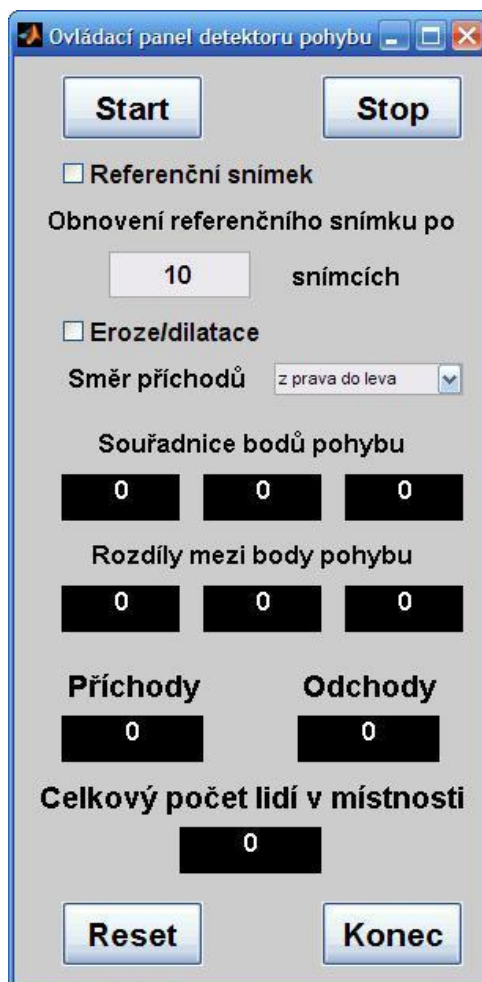 Ovládací panel detektoru pohybu
Start Stop
Referenční snímek
Obnovení referenčního snímku po
10 snímcích
Eroze/dilatace
Směr příchodů z prava do leva
Souřadnice bodů pohybu
0 0 0
Rozdíly mezi body pohybu
0 0 0
Příchody Odchody
0 0
Celkový počet lidí v místnosti
0
Reset Konec